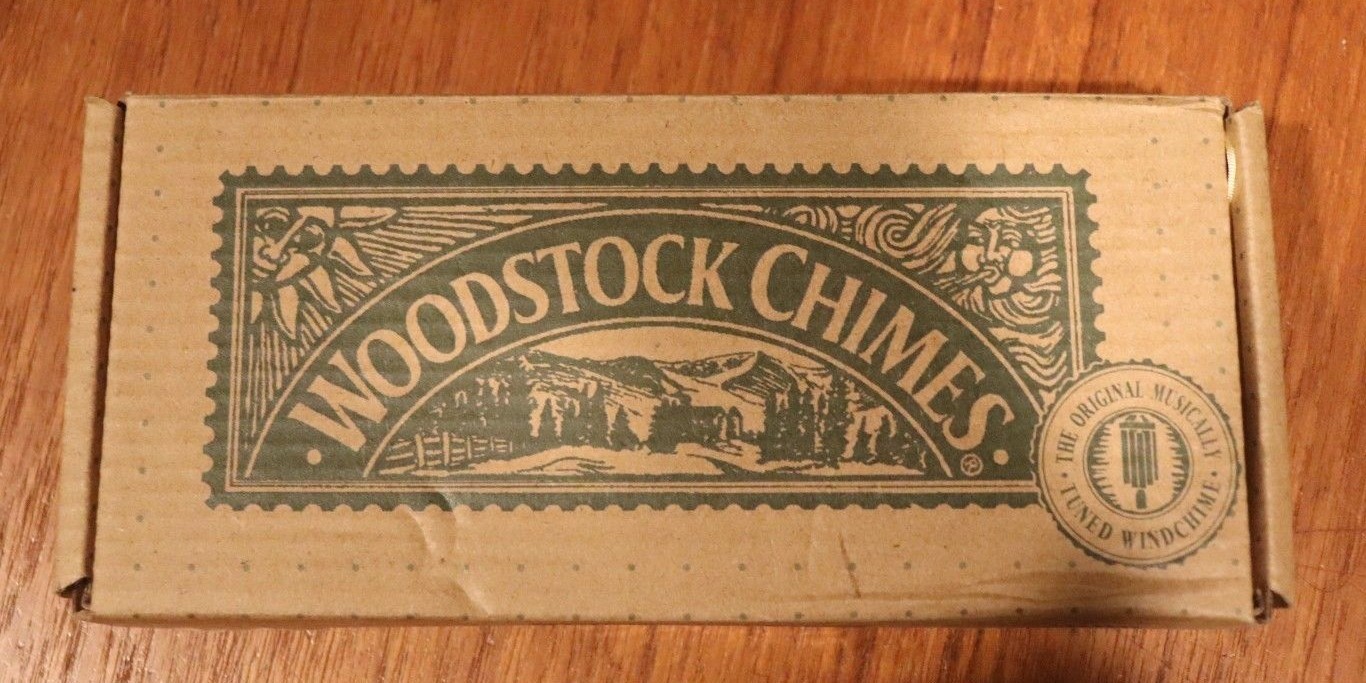 WOODSTOCK CHIMES®
THE ORIGINAL MUSICALLY
TUNED WINDCHIME